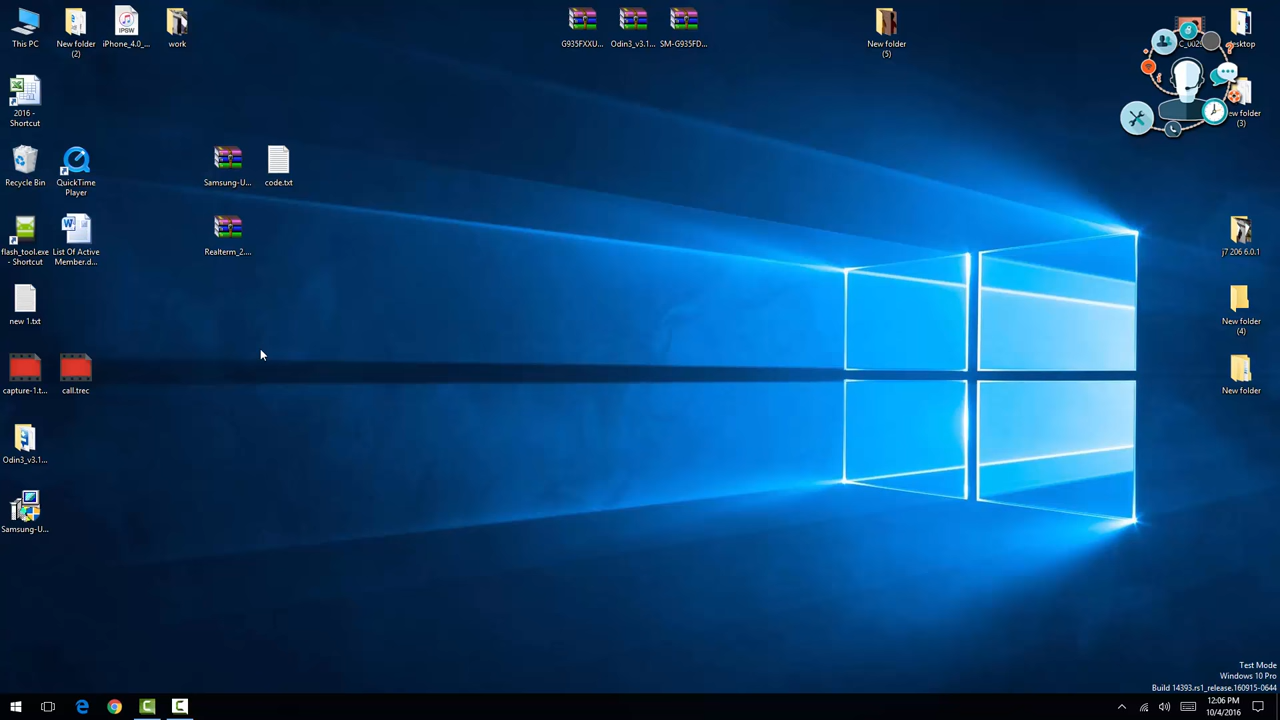 This PC
New folder
(2)
iPhone_4.0_...
work
G935FXXU...
Odin3_v3.1...
SM-G935FD...
New folder
(5)
desktop
2016 -
Shortcut
(3)
Recycle Bin
QuickTime
Player
Samsung-U...
code.txt
flash_tool.exe
- Shortcut
List Of Active
Member.d...
Realterm_2....
j7 206 6.0.1
new 1.txt
New folder
(4)
capture-1.t...
call.trec
New folder
Odin3_v3.1...
Samsung-U...
Test Mode
Windows 10 Pro
Build 14393.rs1_release.160915-0644
12:06 PM
10/4/2016